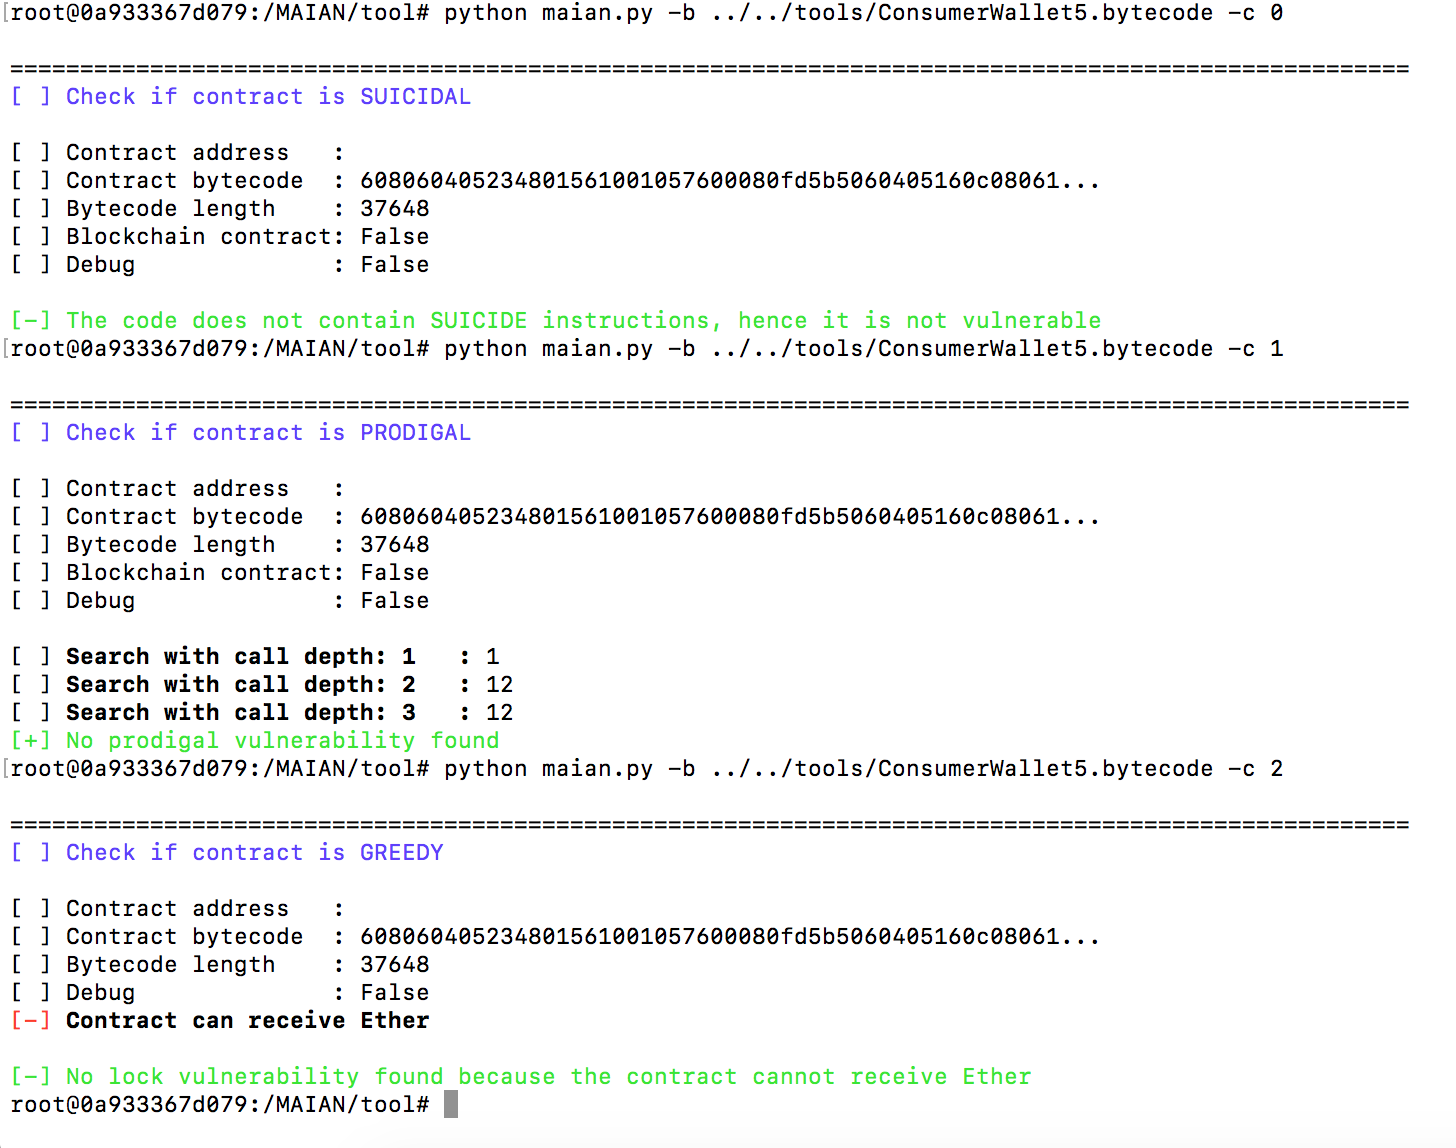 [root@0a933367d079:/MAIAN/tool# python maian.py -b ../../tools/ConsumerWallet5.bytecode -c 0
====================================================================================================
[ ] Check if contract is SUICIDAL
[ ] Contract address   :
[ ] Contract bytecode  : 608060405234801561001057600080fd5b5060405160c08061...
[ ] Bytecode length    : 37648
[ ] Blockchain contract: False
[ ] Debug              : False
[-] The code does not contain SUICIDE instructions, hence it is not vulnerable
[root@0a933367d079:/MAIAN/tool# python maian.py -b ../../tools/ConsumerWallet5.bytecode -c 1
====================================================================================================
[ ] Check if contract is PRODIGAL
[ ] Contract address   :
[ ] Contract bytecode  : 608060405234801561001057600080fd5b5060405160c08061...
[ ] Bytecode length    : 37648
[ ] Blockchain contract: False
[ ] Debug              : False
[ ] Search with call depth: 1   : 1
[ ] Search with call depth: 2   : 12
[ ] Search with call depth: 3   : 12
[+] No prodigal vulnerability found
[root@0a933367d079:/MAIAN/tool# python maian.py -b ../../tools/ConsumerWallet5.bytecode -c 2
====================================================================================================
[ ] Check if contract is GREEDY
[ ] Contract address   :
[ ] Contract bytecode  : 608060405234801561001057600080fd5b5060405160c08061...
[ ] Bytecode length    : 37648
[ ] Debug              : False
[-] Contract can receive Ether
[-] No lock vulnerability found because the contract cannot receive Ether
root@0a933367d079:/MAIAN/tool#